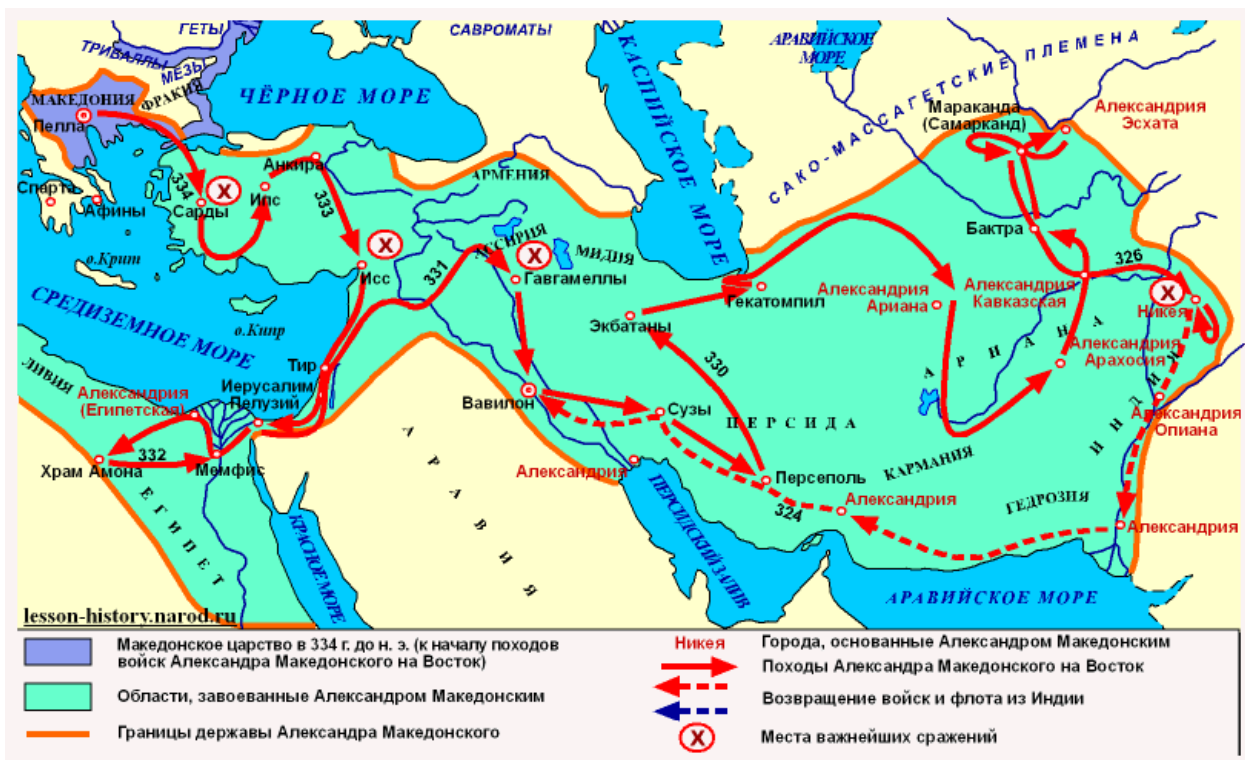 ГЕТЫ
САВРОМАТЫ
ТРИВАЛЛЫ
МЕЗЫ
ФРАКИЯ
МАКЕДОНИЯ
Пелла
ЧЁРНОЕ МОРЕ
КАСПИЙСКОЕ МОРЕ
АРАВИЙСКОЕ
МОРЕ
САКО-МАССАГЕТСКИЕ ПЛЕМЕНА
Мараканда
(Самарканд)
Александрия
Эсхата
Спарта
Афины
334
Сарды
X
Анкира
Ипс
333
АРМЕНИЯ
X
Исс
АССИРИЯ
X
МИДИЯ
331
Гавгамеллы
Бактра
326
о.Крит
СРЕДИЗЕМНОЕ МОРЕ
о.Кипр
Гекатомпил
Александрия
Ариана
Александрия
Кавказская
X
Никея
Экбатаны
АРИАНА
Александрия
Арахосия
ИНДИЯ
Тир
Иерусалим
Пелузий
ЛИВИЯ
Александрия
(Египетская)
330
Вавилон
Сузы
ПЕРСИДА
Александрия
Опиана
Храм Амона
332
Мемфис
АРАВИЯ
Александрия
Персеполь
КАРМАНИЯ
ГЕДРОЗИЯ
ЕГИПЕТ
КРАСНОЕ МОРЕ
ПЕРСИДСКИЙ ЗАЛИВ
324
Александрия
Александрия
АРАВИЙСКОЕ МОРЕ
lesson-history.narod.ru
Македонское царство в 334 г. до н. э. (к началу походов
войск Александра Македонского на Восток)
Области, завоеванные Александром Македонским
Границы державы Александра Македонского
Никея
Города, основанные Александром Македонским
Походы Александра Македонского на Восток
Возвращение войск и флота из Индии
X
Места важнейших сражений